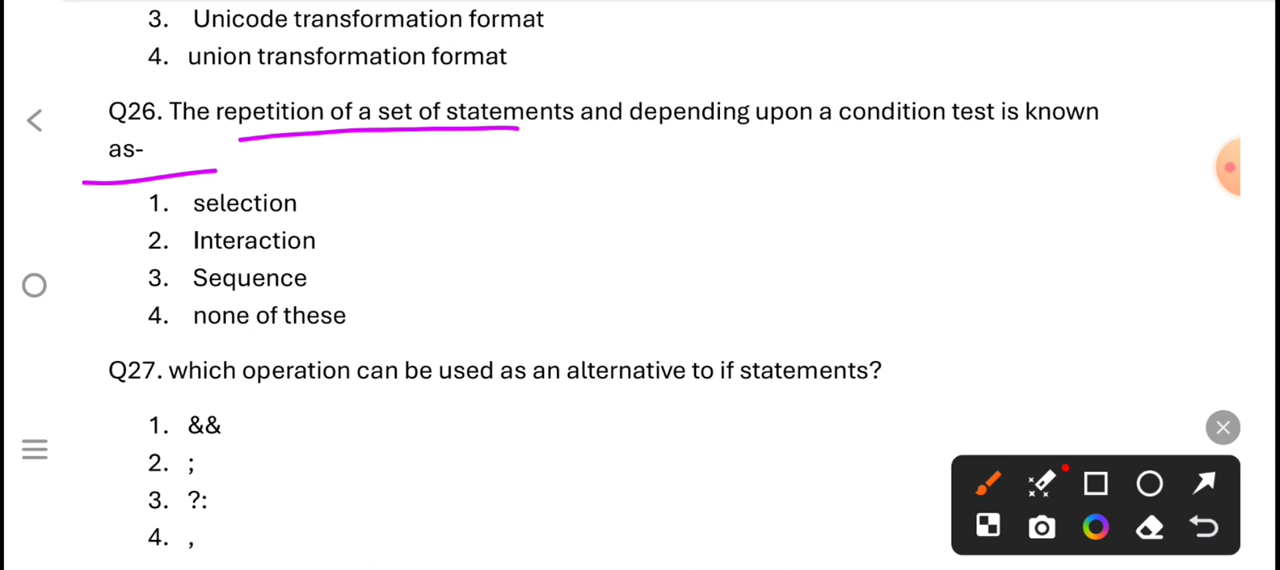 3. Unicode transformation format
4. union transformation format
Q26. The repetition of a set of statements and depending upon a condition test is known
as-
1. selection
2. Interaction
3. Sequence
4. none of these
Q27. which operation can be used as an alternative to if statements?
1. &&
2. ;
3. ?:
4. ,